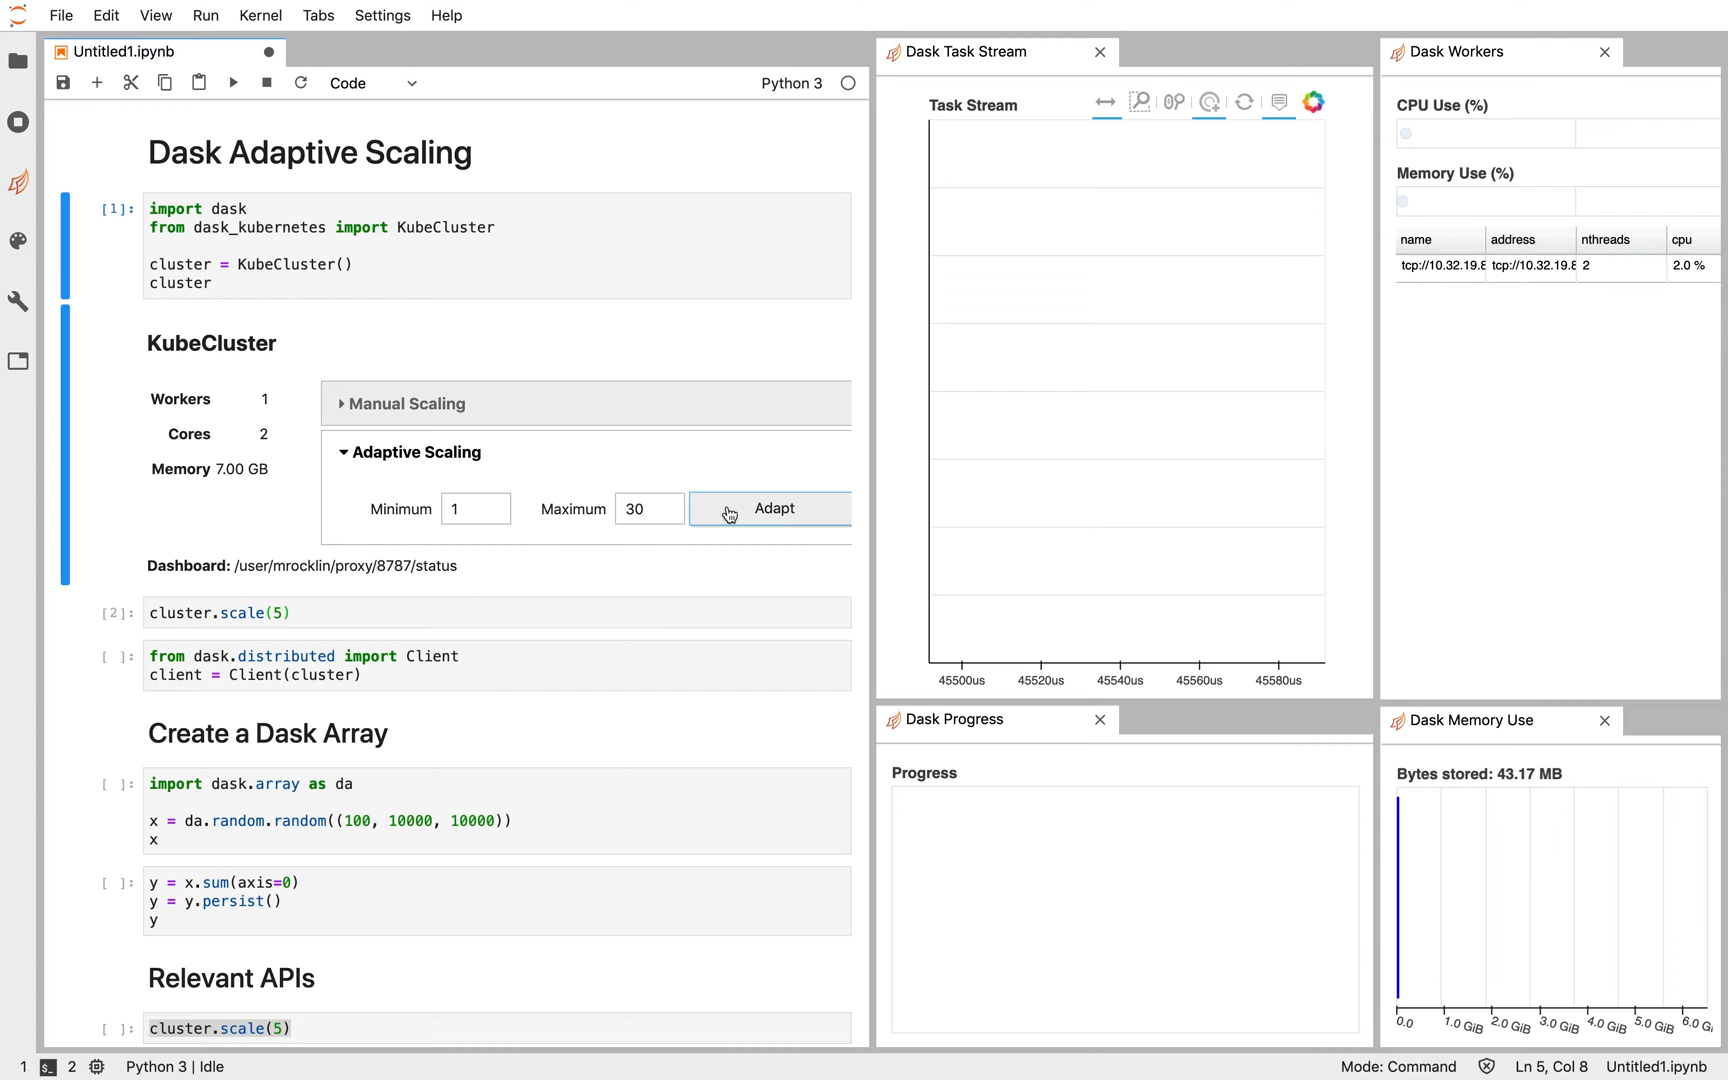 File Edit View Run Kernel Tabs Settings Help
Untitled1.ipynb
Code
Python 3
Dask Adaptive Scaling
[1]:
import dask
from dask_kubernetes import KubeCluster
cluster = KubeCluster()
cluster
KubeCluster
Workers 1
Cores 2
Memory 7.00 GB
Manual Scaling
Adaptive Scaling
Minimum 1 Maximum 30 Adapt
Dashboard: /user/mrocklin/proxy/8787/status
[2]: cluster.scale(5)
[ ]: from dask.distributed import Client
client = Client(cluster)
Create a Dask Array
[ ]: import dask.array as da
x = da.random.random((100, 10000, 10000))
x
[ ]: y = x.sum(axis=0)
y = y.persist()
y
Relevant APIs
[ ]: cluster.scale(5)
Dask Task Stream
Task Stream
45500us 45520us 45540us 45560us 45580us
Dask Progress
Progress
Dask Workers
CPU Use (%)
Memory Use (%)
name address nthreads cpu
tcp://10.32.19.8 tcp://10.32.19.8 2 2.0 %
Dask Memory Use
Bytes stored: 43.17 MB
0.0 1.0 GiB 2.0 GiB 3.0 GiB 4.0 GiB 5.0 GiB 6.0 G
1 2 Python 3 | Idle
Mode: Command Ln 5, Col 8 Untitled1.ipynb